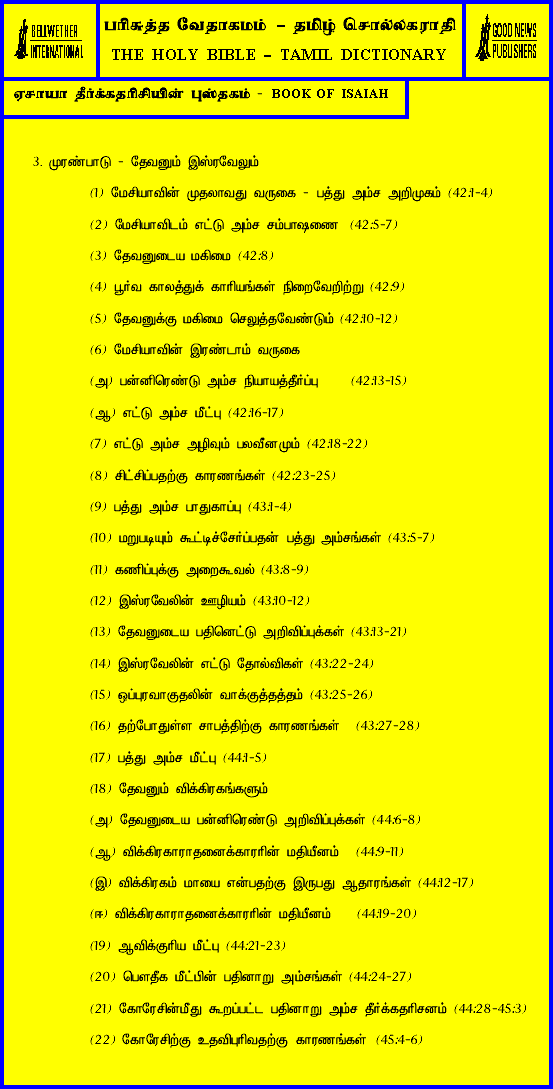 BELLWETHER
INTERNATIONAL
பரிசுத்த வேதாகமம் – தமிழ் சொல்லகராதி
THE HOLY BIBLE – TAMIL DICTIONARY
GOOD NEWS
PUBLISHERS
ஏசாயா தீர்க்கதரிசியின் புஸ்தகம் - BOOK OF ISAIAH
3. முரண்பாடு - தேவனும் இஸ்ரவேலும்
(1) மேசியாவின் முதலாவது வருகை - பத்து அம்ச அறிமுகம் (42:1-4)
(2) மேசியாவிடம் எட்டு அம்ச சம்பாஷணை (42:5-7)
(3) தேவனுடைய மகிமை (42:8)
(4) பூர்வ காலத்துக் காரியங்கள் நிறைவேறிற்று (42:9)
(5) தேவனுக்கு மகிமை செலுத்தவேண்டும் (42:10-12)
(6) மேசியாவின் இரண்டாம் வருகை
(அ) பன்னிரெண்டு அம்ச நியாயத்தீர்ப்பு (42:13-15)
(ஆ) எட்டு அம்ச மீட்பு (42:16-17)
(7) எட்டு அம்ச அழிவும் பலவீனமும் (42:18-22)
(8) சிட்சிப்பதற்கு காரணங்கள் (42:23-25)
(9) பத்து அம்ச பாதுகாப்பு (43:1-4)
(10) மறுபடியும் கூட்டிச்சேர்ப்பதன் பத்து அம்சங்கள் (43:5-7)
(11) கணிப்புக்கு அறைகூவல் (43:8-9)
(12) இஸ்ரவேலின் ஊழியம் (43:10-12)
(13) தேவனுடைய பதினெட்டு அறிவிப்புக்கள் (43:13-21)
(14) இஸ்ரவேலின் எட்டு தோல்விகள் (43:22-24)
(15) ஒப்புரவாகுதலின் வாக்குத்தத்தம் (43:25-26)
(16) தற்போதுள்ள சாபத்திற்கு காரணங்கள் (43:27-28)
(17) பத்து அம்ச மீட்பு (44:1-5)
(18) தேவனும் விக்கிரகங்களும்
(அ) தேவனுடைய பன்னிரெண்டு அறிவிப்புக்கள் (44:6-8)
(ஆ) விக்கிரகாராதனைக்காரரின் மதியீனம் (44:9-11)
(இ) விக்கிரகம் மாயை என்பதற்கு இருபது ஆதாரங்கள் (44:12-17)
(ஈ) விக்கிரகாராதனைக்காரரின் மதியீனம் (44:19-20)
(19) ஆவிக்குரிய மீட்பு (44:21-23)
(20) பௌதீக மீட்பின் பதினாறு அம்சங்கள் (44:24-27)
(21) கோரேசின்மீது கூறப்பட்ட பதினாறு அம்ச தீர்க்கதரிசனம் (44:28-45:3)
(22) கோரேசிற்கு உதவிபுரிவதற்கு காரணங்கள் (45:4-6)